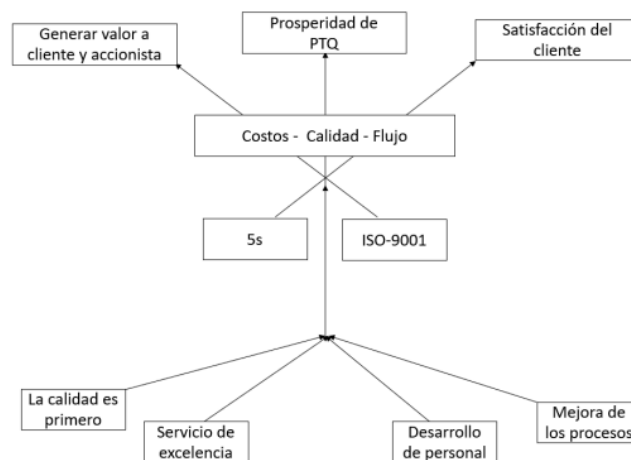 Generar valor a
cliente y accionista
Prosperidad de
PTQ
Satisfacción del
cliente
Costos - Calidad - Flujo
5s
ISO-9001
La calidad es
primero
Servicio de
excelencia
Desarrollo
de personal
Mejora de
los procesos